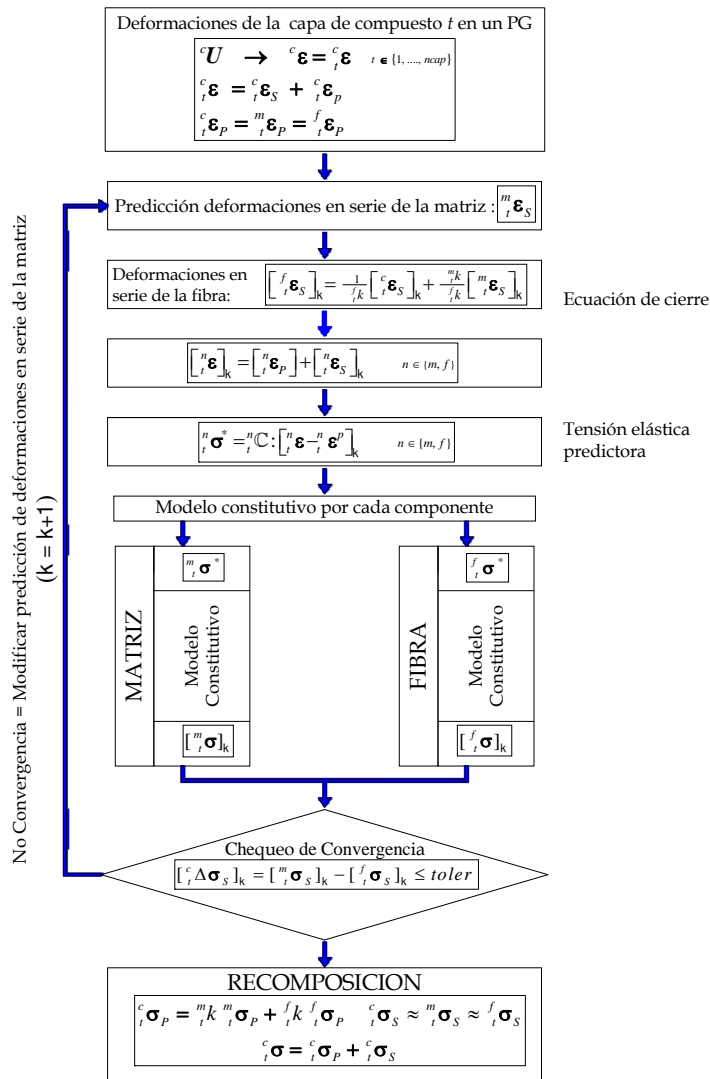 Deformaciones de la capa de compuesto t en un PG
ᶜU → ᶜε = ᶜₜε t ∈ {1, ...., ncap}
ᶜₜε = ᶜₜε_S + ᶜₜε_p
ᶜₜε_P = ᵐₜε_P = ᶠₜε_P
Predicción deformaciones en serie de la matriz : ᵐₜε_S
Deformaciones en
serie de la fibra:
[ᶠₜε_S]ₖ = 1/ᶠₜk [ᶜₜε_S]ₖ + ᵐₜk/ᶠₜk [ᵐₜε_S]ₖ
Ecuación de cierre
[ⁿₜε]ₖ = [ⁿₜε_P] + [ⁿₜε_S]ₖ n ∈ {m, f}
ⁿₜσ* = ⁿₜℂ : [ⁿₜε − ⁿₜεᵖ]ₖ n ∈ {m, f}
Tensión elástica
predictora
Modelo constitutivo por cada componente
MATRIZ
ᵐₜσ*
Modelo
Constitutivo
[ᵐₜσ]ₖ
FIBRA
ᶠₜσ*
Modelo
Constitutivo
[ᶠₜσ]ₖ
Chequeo de Convergencia
[ᶜₜΔσ_S]ₖ = [ᵐₜσ_S]ₖ − [ᶠₜσ_S]ₖ ≤ toler
No Convergencia = Modificar predicción de deformaciones en serie de la matriz
(k = k+1)
RECOMPOSICION
ᶜₜσ_P = ᵐₜk ᵐₜσ_P + ᶠₜk ᶠₜσ_P ᶜₜσ_S ≈ ᵐₜσ_S ≈ ᶠₜσ_S
ᶜₜσ = ᶜₜσ_P + ᶜₜσ_S